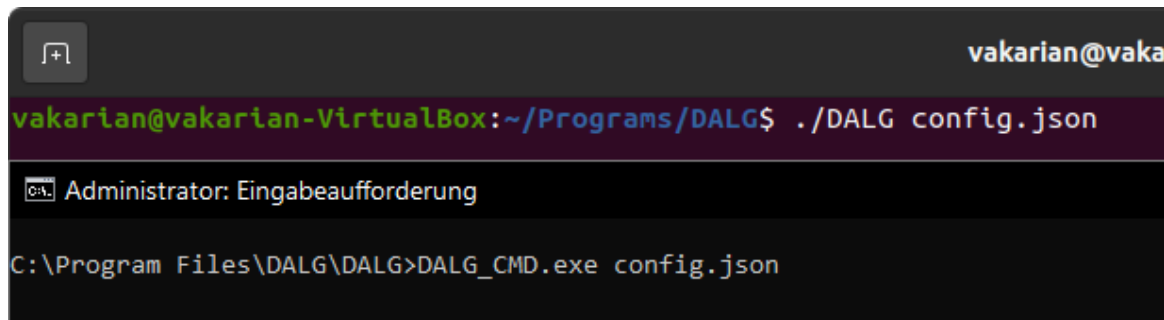 vakarian@vaka
vakarian@vakarian-VirtualBox:~/Programs/DALG$ ./DALG config.json
Administrator: Eingabeaufforderung
C:\Program Files\DALG\DALG>DALG_CMD.exe config.json